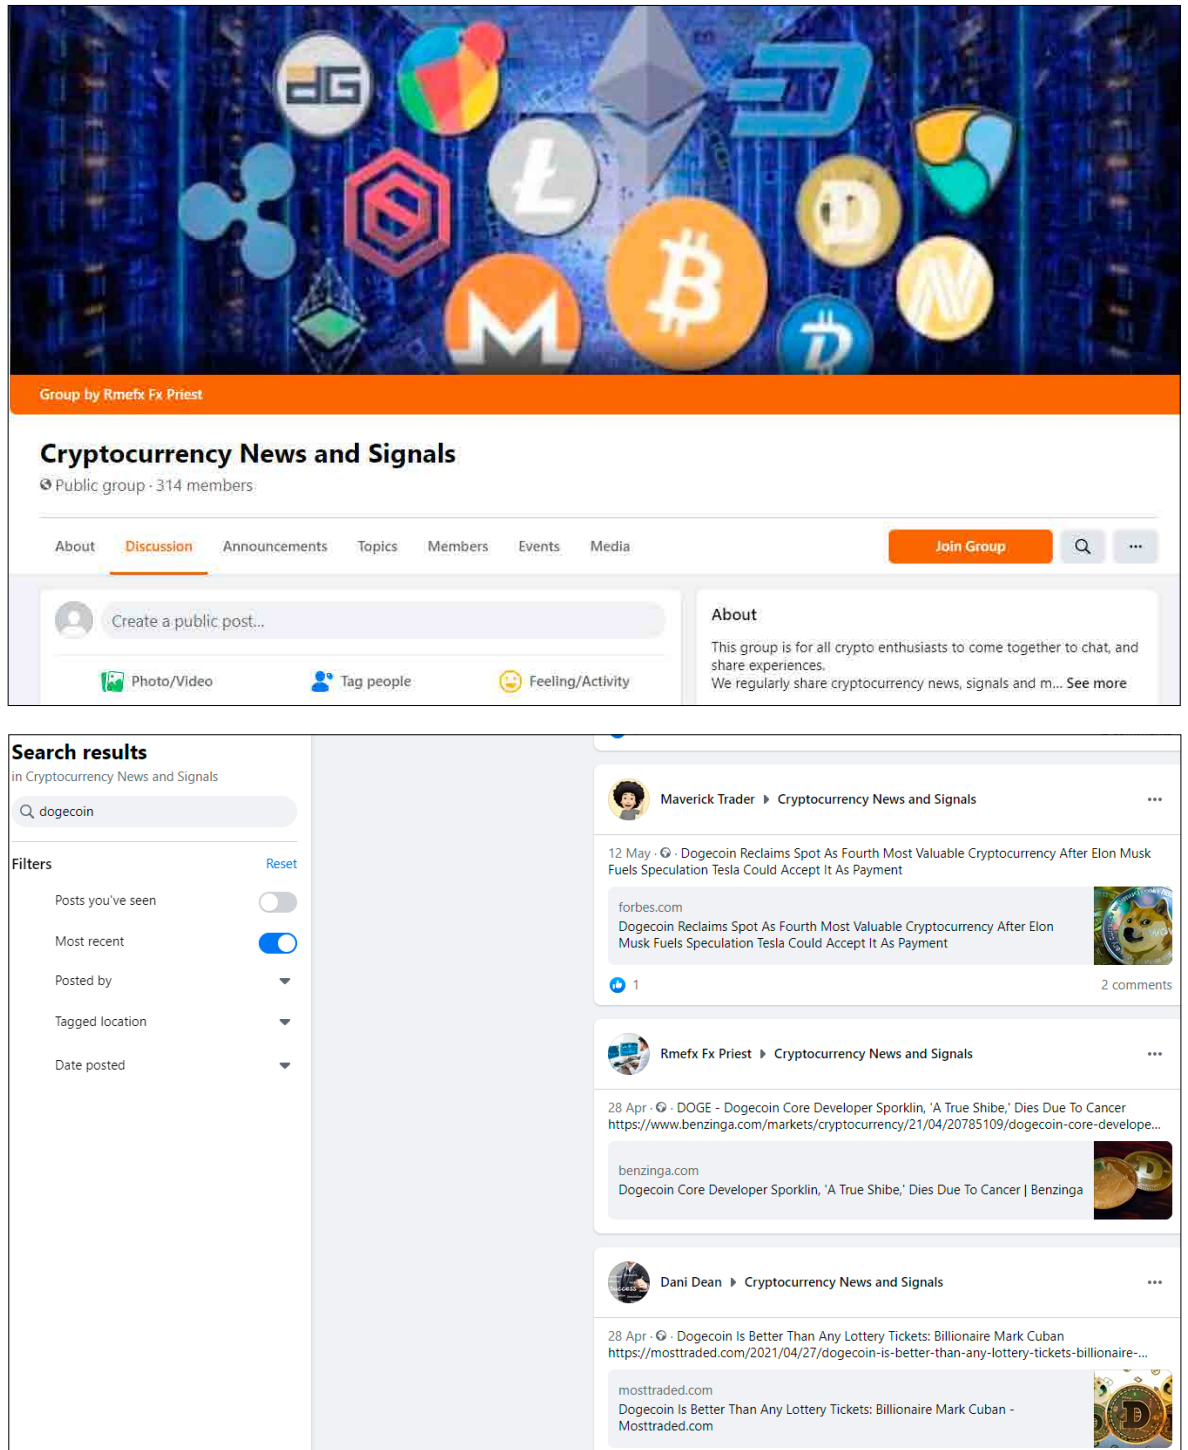 Group by Rmefx Fx Priest
Cryptocurrency News and Signals
Public group · 314 members
About Discussion Announcements Topics Members Events Media Join Group ...
Create a public post...
Photo/Video Tag people Feeling/Activity
About
This group is for all crypto enthusiasts to come together to chat, and
share experiences.
We regularly share cryptocurrency news, signals and m... See more
Search results
in Cryptocurrency News and Signals
dogecoin
Filters Reset
Posts you've seen
Most recent
Posted by
Tagged location
Date posted
Maverick Trader Cryptocurrency News and Signals
12 May · Dogecoin Reclaims Spot As Fourth Most Valuable Cryptocurrency After Elon Musk
Fuels Speculation Tesla Could Accept It As Payment
forbes.com
Dogecoin Reclaims Spot As Fourth Most Valuable Cryptocurrency After Elon
Musk Fuels Speculation Tesla Could Accept It As Payment
1 2 comments
Rmefx Fx Priest Cryptocurrency News and Signals
28 Apr · DOGE - Dogecoin Core Developer Sporklin, 'A True Shibe,' Dies Due To Cancer
https://www.benzinga.com/markets/cryptocurrency/21/04/20785109/dogecoin-core-develope...
benzinga.com
Dogecoin Core Developer Sporklin, 'A True Shibe,' Dies Due To Cancer | Benzinga
Dani Dean Cryptocurrency News and Signals
28 Apr · Dogecoin Is Better Than Any Lottery Tickets: Billionaire Mark Cuban
https://mosttraded.com/2021/04/27/dogecoin-is-better-than-any-lottery-tickets-billionaire-...
mosttraded.com
Dogecoin Is Better Than Any Lottery Tickets: Billionaire Mark Cuban -
Mosttraded.com